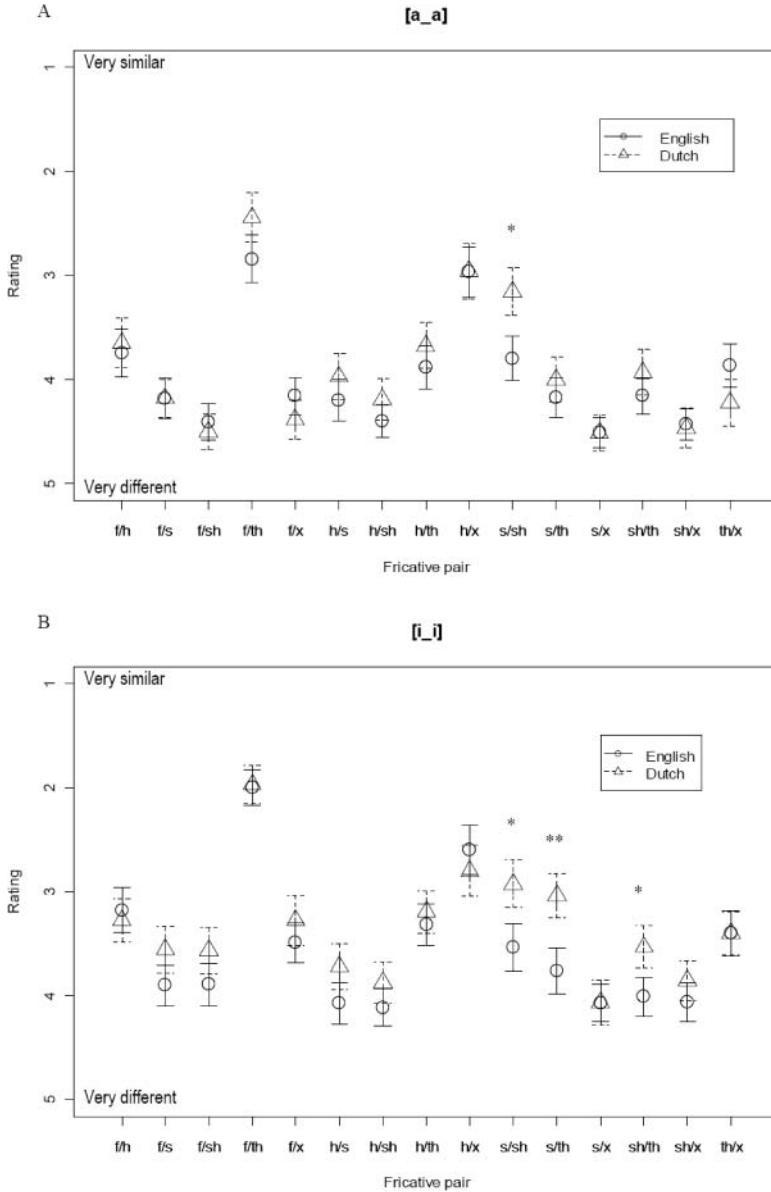 A
[a_a]
Very similar
1
2
3
4
5
Rating
English
Dutch
*
Very different
f/h f/s f/sh f/th f/x h/s h/sh h/th h/x s/sh s/th s/x sh/th sh/x th/x
Fricative pair
B
[i_i]
Very similar
1
2
3
4
5
Rating
English
Dutch
* ** *
Very different
f/h f/s f/sh f/th f/x h/s h/sh h/th h/x s/sh s/th s/x sh/th sh/x th/x
Fricative pair